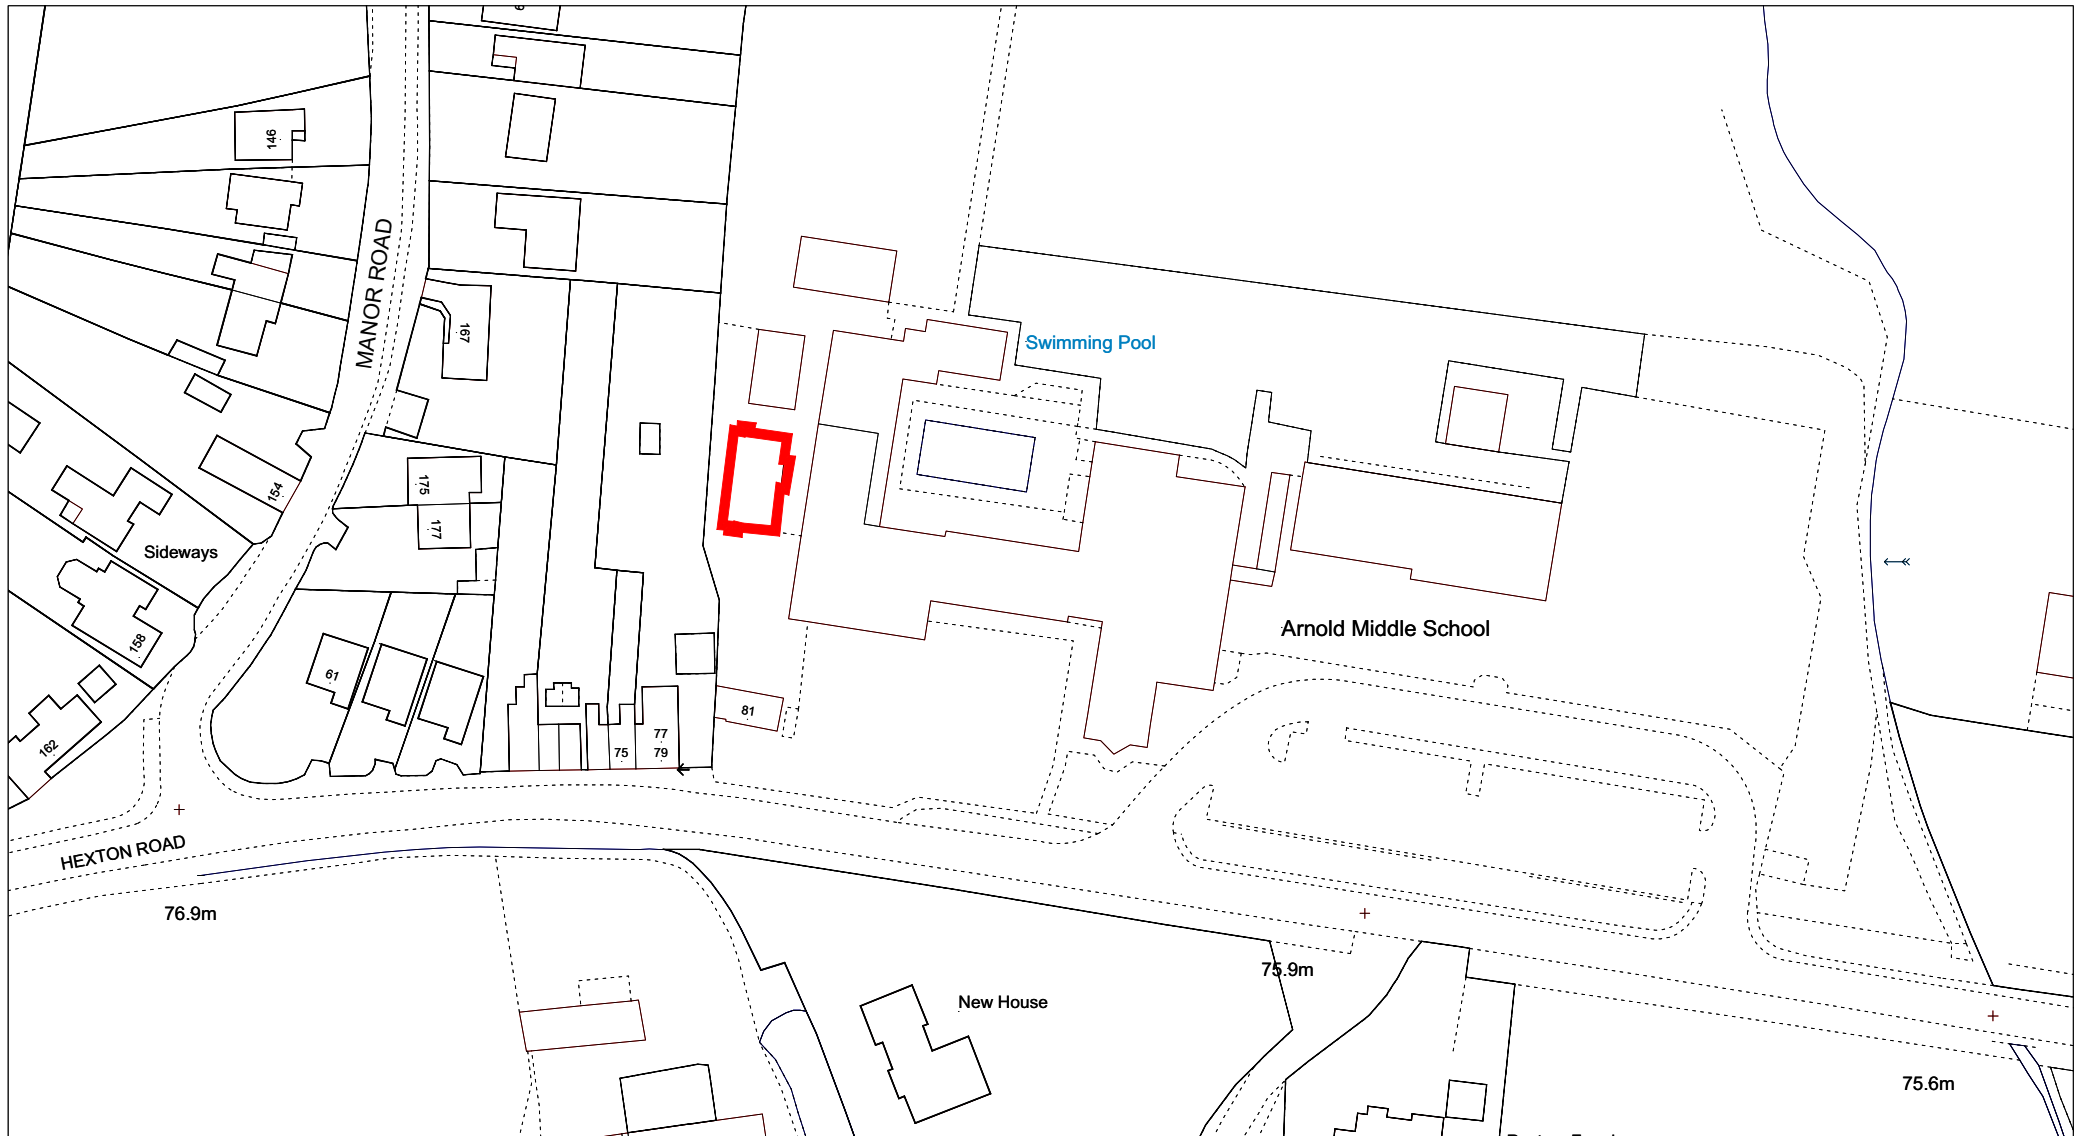 146
MANOR ROAD
167
Swimming Pool
154
175
177
Sideways
158
61
Arnold Middle School
162
81
77
75
79
HEXTON ROAD
76.9m
75.9m
New House
75.6m